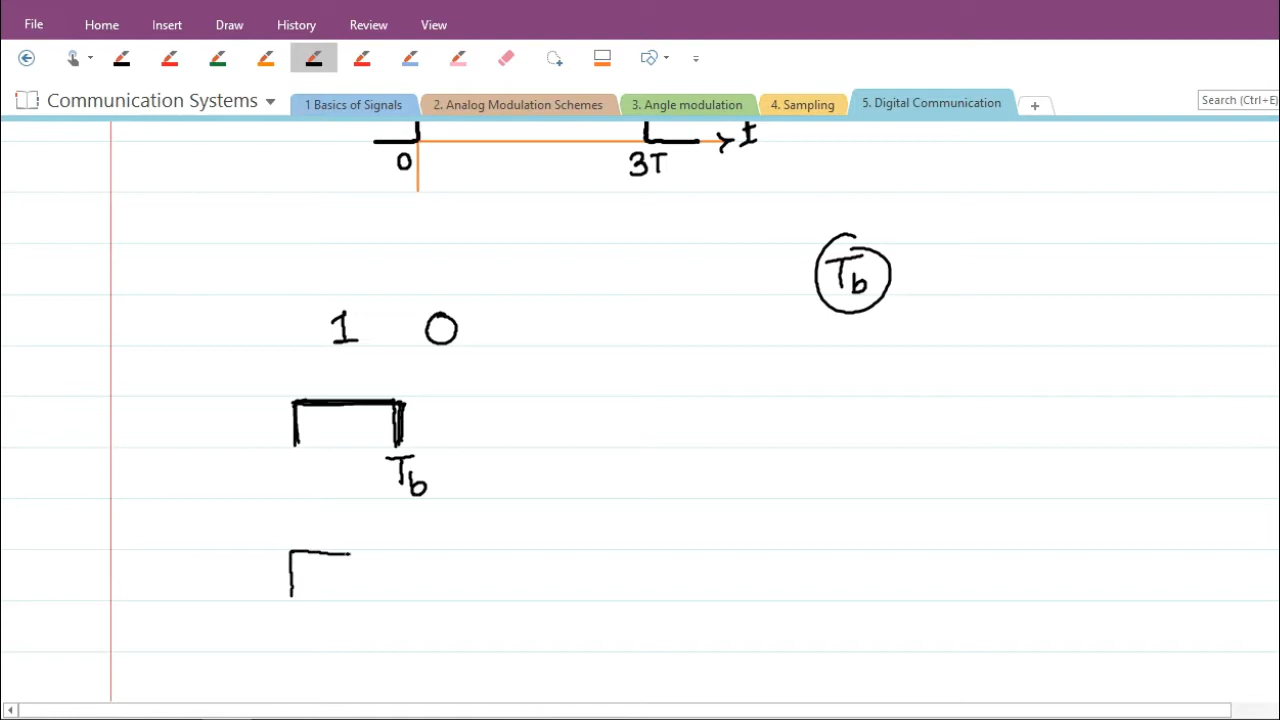 File Home Insert Draw History Review View
Communication Systems 1 Basics of Signals 2. Analog Modulation Schemes 3. Angle modulation 4. Sampling 5. Digital Communication + Search (Ctrl+E)
t
0 3T
Tb
1 0
Tb